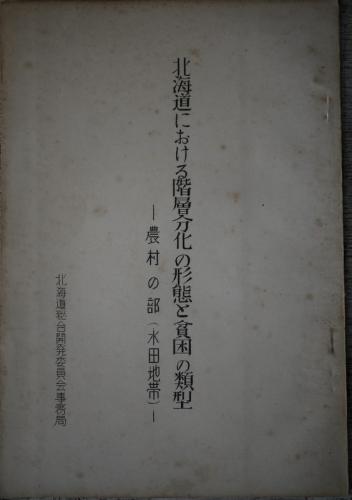 北海道における階層分化の形態と貧困の類型
―農村の部（水田地帯）―
北海道総合開発委員会事務局